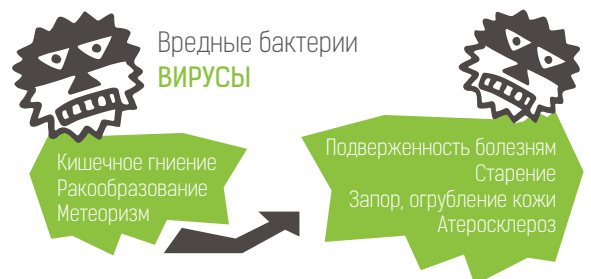 Вредные бактерии
ВИРУСЫ
Кишечное гниение
Ракообразование
Метеоризм
Подверженность болезням
Старение
Запор, огрубление кожи
Атеросклероз